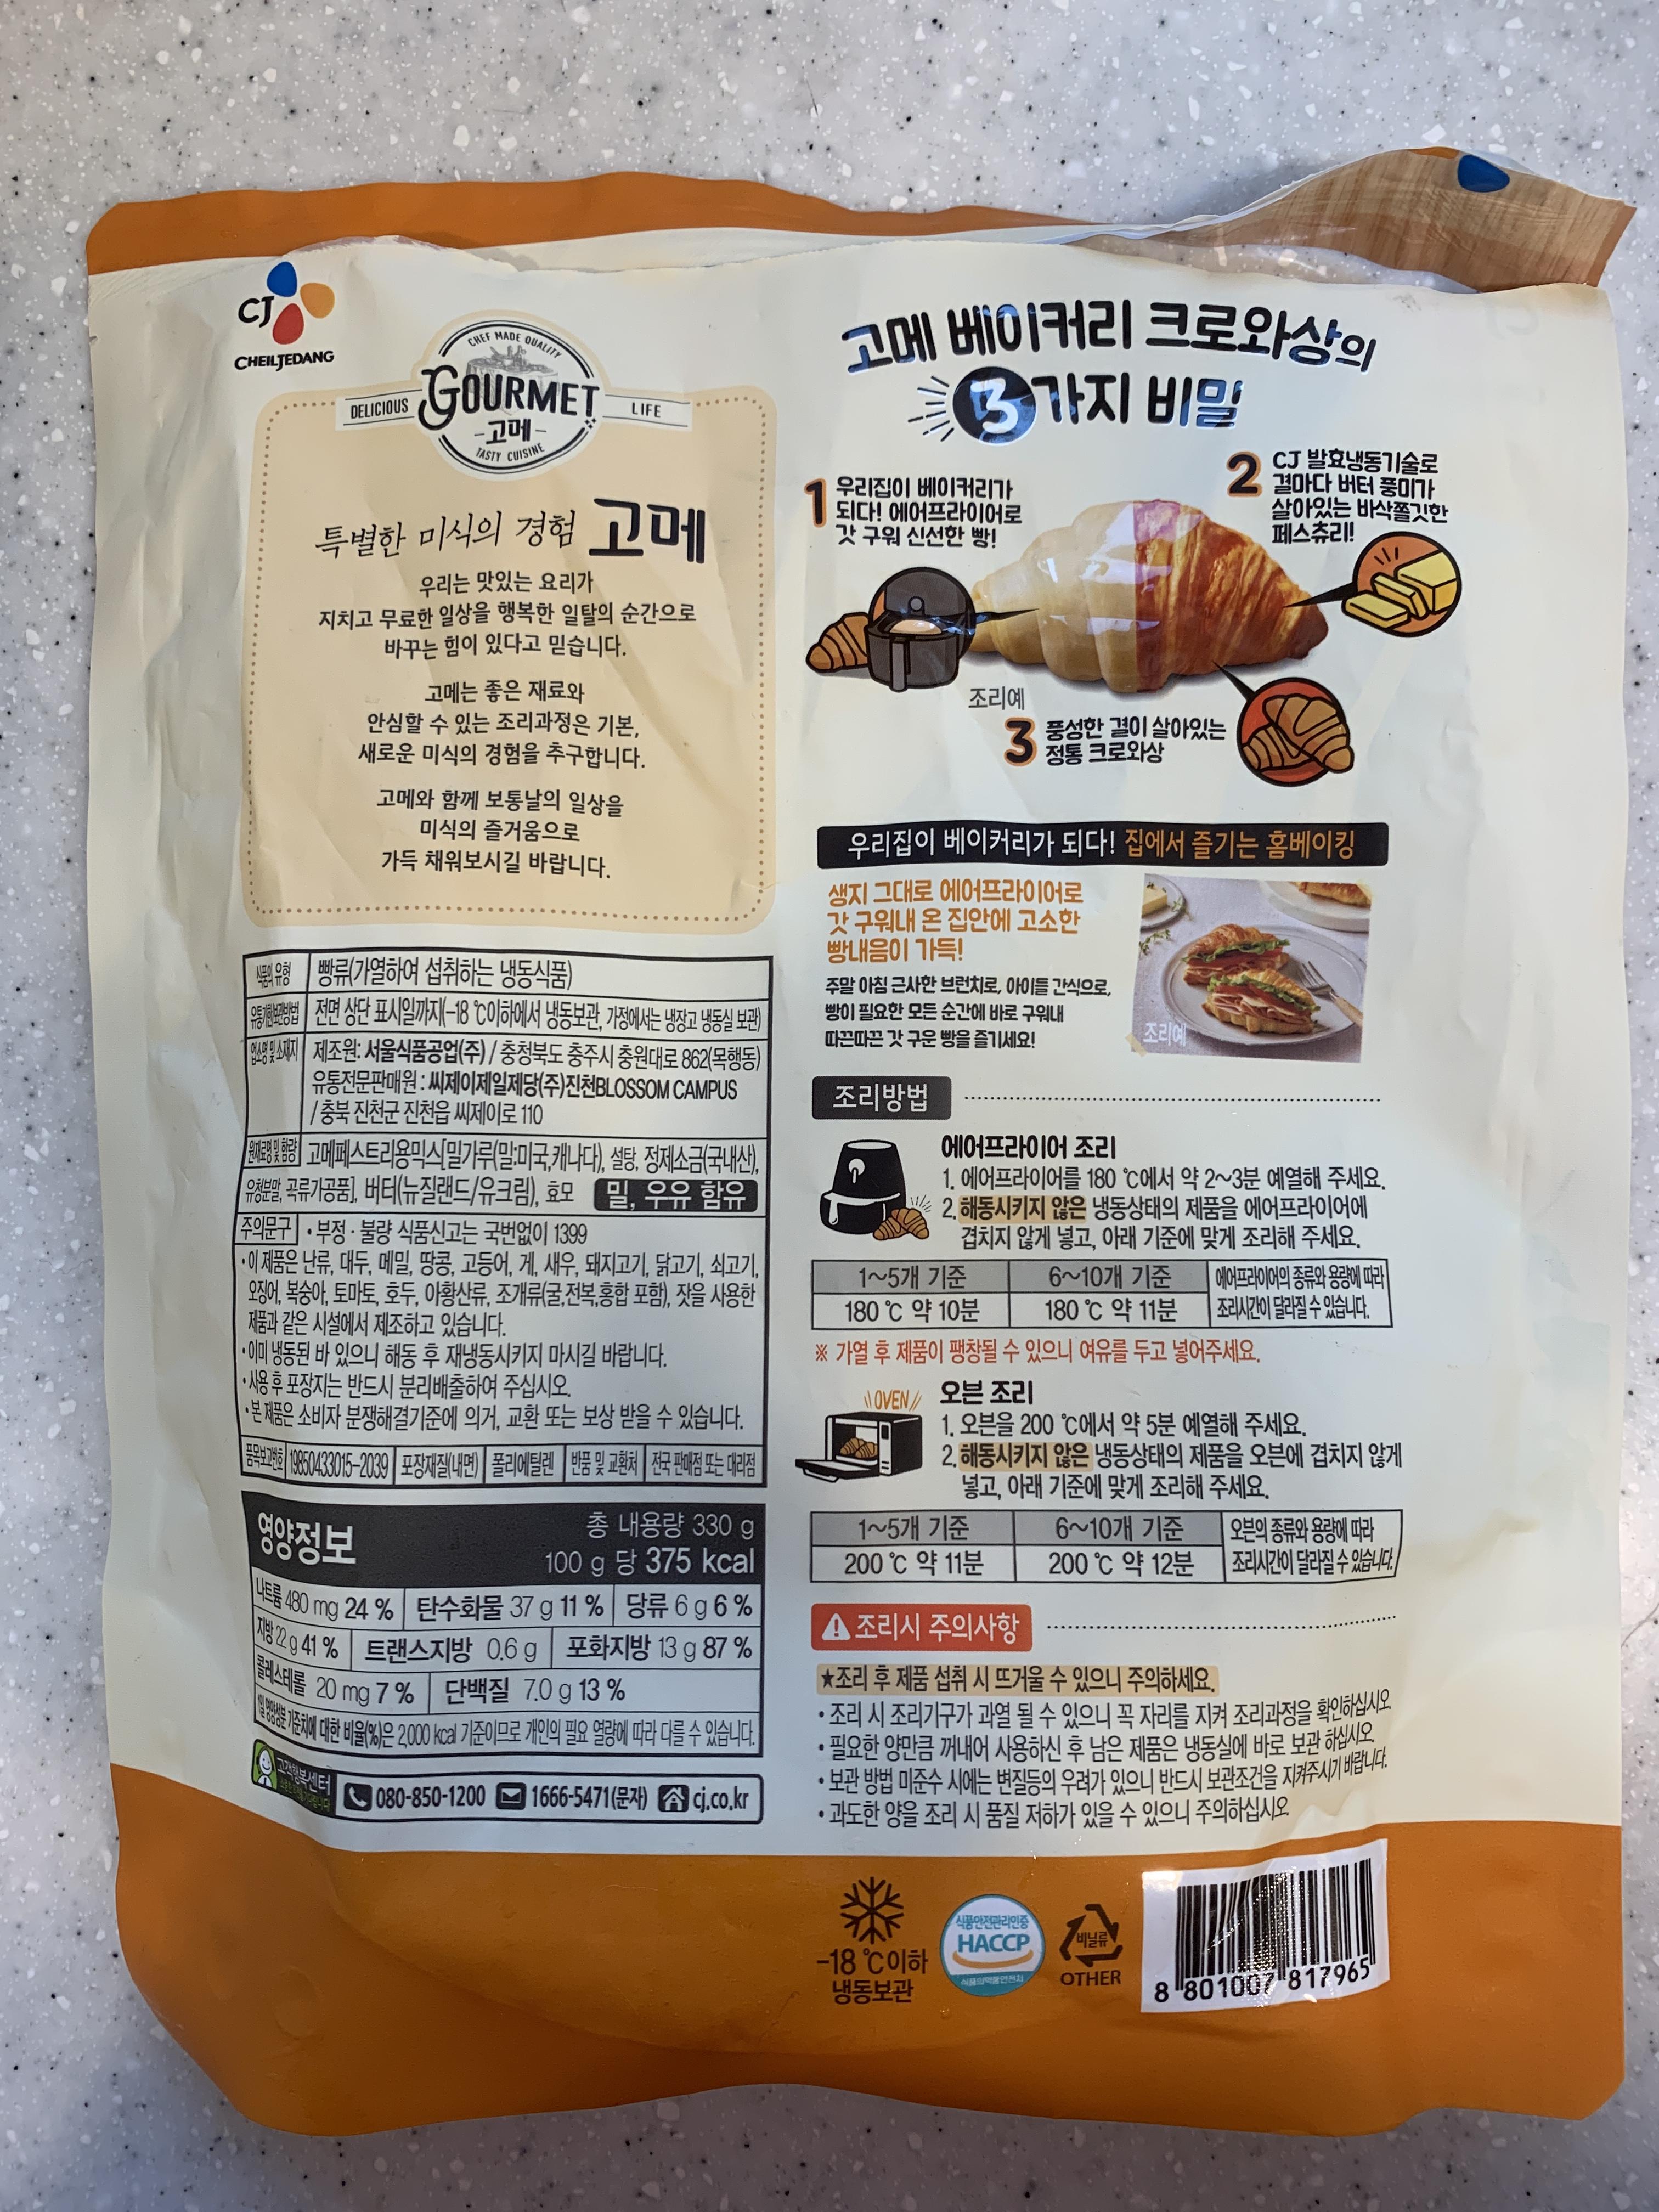 CJ
CHEILJEDANG
CHEF MADE QUALITY
DELICIOUS
GOURMET
LIFE
고메
TASTY CUISINE
특별한 미식의 경험 고메
우리는 맛있는 요리가
지치고 무료한 일상을 행복한 일탈의 순간으로
바꾸는 힘이 있다고 믿습니다.
고메는 좋은 재료와
안심할 수 있는 조리과정은 기본,
새로운 미식의 경험을 추구합니다.
고메와 함께 보통날의 일상을
미식의 즐거움으로
가득 채워보시길 바랍니다.
식품의 유형 빵류(가열하여 섭취하는 냉동식품)
유통기한/보관방법 전면 상단 표시일까지(-18 ℃이하에서 냉동보관, 가정에서는 냉장고 냉동실 보관)
업소명 및 소재지 제조원: 서울식품공업(주) / 충청북도 충주시 충원대로 862(목행동)
유통전문판매원 : 씨제이제일제당(주)진천BLOSSOM CAMPUS
/ 충북 진천군 진천읍 씨제이로 110
원재료명 및 함량 고메페스트리용믹스[밀가루(밀:미국,캐나다), 설탕, 정제소금(국내산),
유청분말, 곡류가공품], 버터(뉴질랜드/유크림), 효모 밀, 우유 함유
주의문구 • 부정 · 불량 식품신고는 국번없이 1399
• 이 제품은 난류, 대두, 메밀, 땅콩, 고등어, 게, 새우, 돼지고기, 닭고기, 쇠고기,
오징어, 복숭아, 토마토, 호두, 아황산류, 조개류(굴,전복,홍합 포함), 잣을 사용한
제품과 같은 시설에서 제조하고 있습니다.
• 이미 냉동된 바 있으니 해동 후 재냉동시키지 마시길 바랍니다.
• 사용 후 포장지는 반드시 분리배출하여 주십시오.
• 본 제품은 소비자 분쟁해결기준에 의거, 교환 또는 보상 받을 수 있습니다.
품목보고번호 19850433015-2039 포장재질(내면) 폴리에틸렌 반품 및 교환처 전국 판매점 또는 대리점
영양정보
총 내용량 330 g
100 g 당 375 kcal
나트륨 480 mg 24 % 탄수화물 37 g 11 % 당류 6 g 6 %
지방 22 g 41 % 트랜스지방 0.6 g 포화지방 13 g 87 %
콜레스테롤 20 mg 7 % 단백질 7.0 g 13 %
1일 영양성분 기준치에 대한 비율(%)은 2,000 kcal 기준이므로 개인의 필요 열량에 따라 다를 수 있습니다.
고객행복센터
080-850-1200 1666-5471(문자) cj.co.kr
고메 베이커리 크로와상의
3가지 비밀
1 우리집이 베이커리가
되다! 에어프라이어로
갓 구워 신선한 빵!
2 CJ 발효냉동기술로
결마다 버터 풍미가
살아있는 바삭쫄깃한
페스츄리!
조리예
3 풍성한 결이 살아있는
정통 크로와상
우리집이 베이커리가 되다! 집에서 즐기는 홈베이킹
생지 그대로 에어프라이어로
갓 구워내 온 집안에 고소한
빵내음이 가득!
주말 아침 근사한 브런치로, 아이들 간식으로,
빵이 필요한 모든 순간에 바로 구워내
따끈따끈 갓 구운 빵을 즐기세요!
조리예
조리방법
에어프라이어 조리
1. 에어프라이어를 180 ℃에서 약 2~3분 예열해 주세요.
2. 해동시키지 않은 냉동상태의 제품을 에어프라이어에
겹치지 않게 넣고, 아래 기준에 맞게 조리해 주세요.
1~5개 기준 6~10개 기준 에어프라이어의 종류와 용량에 따라
180 ℃ 약 10분 180 ℃ 약 11분 조리시간이 달라질 수 있습니다.
※ 가열 후 제품이 팽창될 수 있으니 여유를 두고 넣어주세요.
OVEN
오븐 조리
1. 오븐을 200 ℃에서 약 5분 예열해 주세요.
2. 해동시키지 않은 냉동상태의 제품을 오븐에 겹치지 않게
넣고, 아래 기준에 맞게 조리해 주세요.
1~5개 기준 6~10개 기준 오븐의 종류와 용량에 따라
200 ℃ 약 11분 200 ℃ 약 12분 조리시간이 달라질 수 있습니다.
조리시 주의사항
★조리 후 제품 섭취 시 뜨거울 수 있으니 주의하세요.
• 조리 시 조리기구가 과열 될 수 있으니 꼭 자리를 지켜 조리과정을 확인하십시오.
• 필요한 양만큼 꺼내어 사용하신 후 남은 제품은 냉동실에 바로 보관 하십시오.
• 보관 방법 미준수 시에는 변질등의 우려가 있으니 반드시 보관조건을 지켜주시기 바랍니다.
• 과도한 양을 조리 시 품질 저하가 있을 수 있으니 주의하십시오.
-18 ℃이하
냉동보관
식품안전관리인증
HACCP
식품의약품안전처
비닐류
OTHER
8 801007 817965